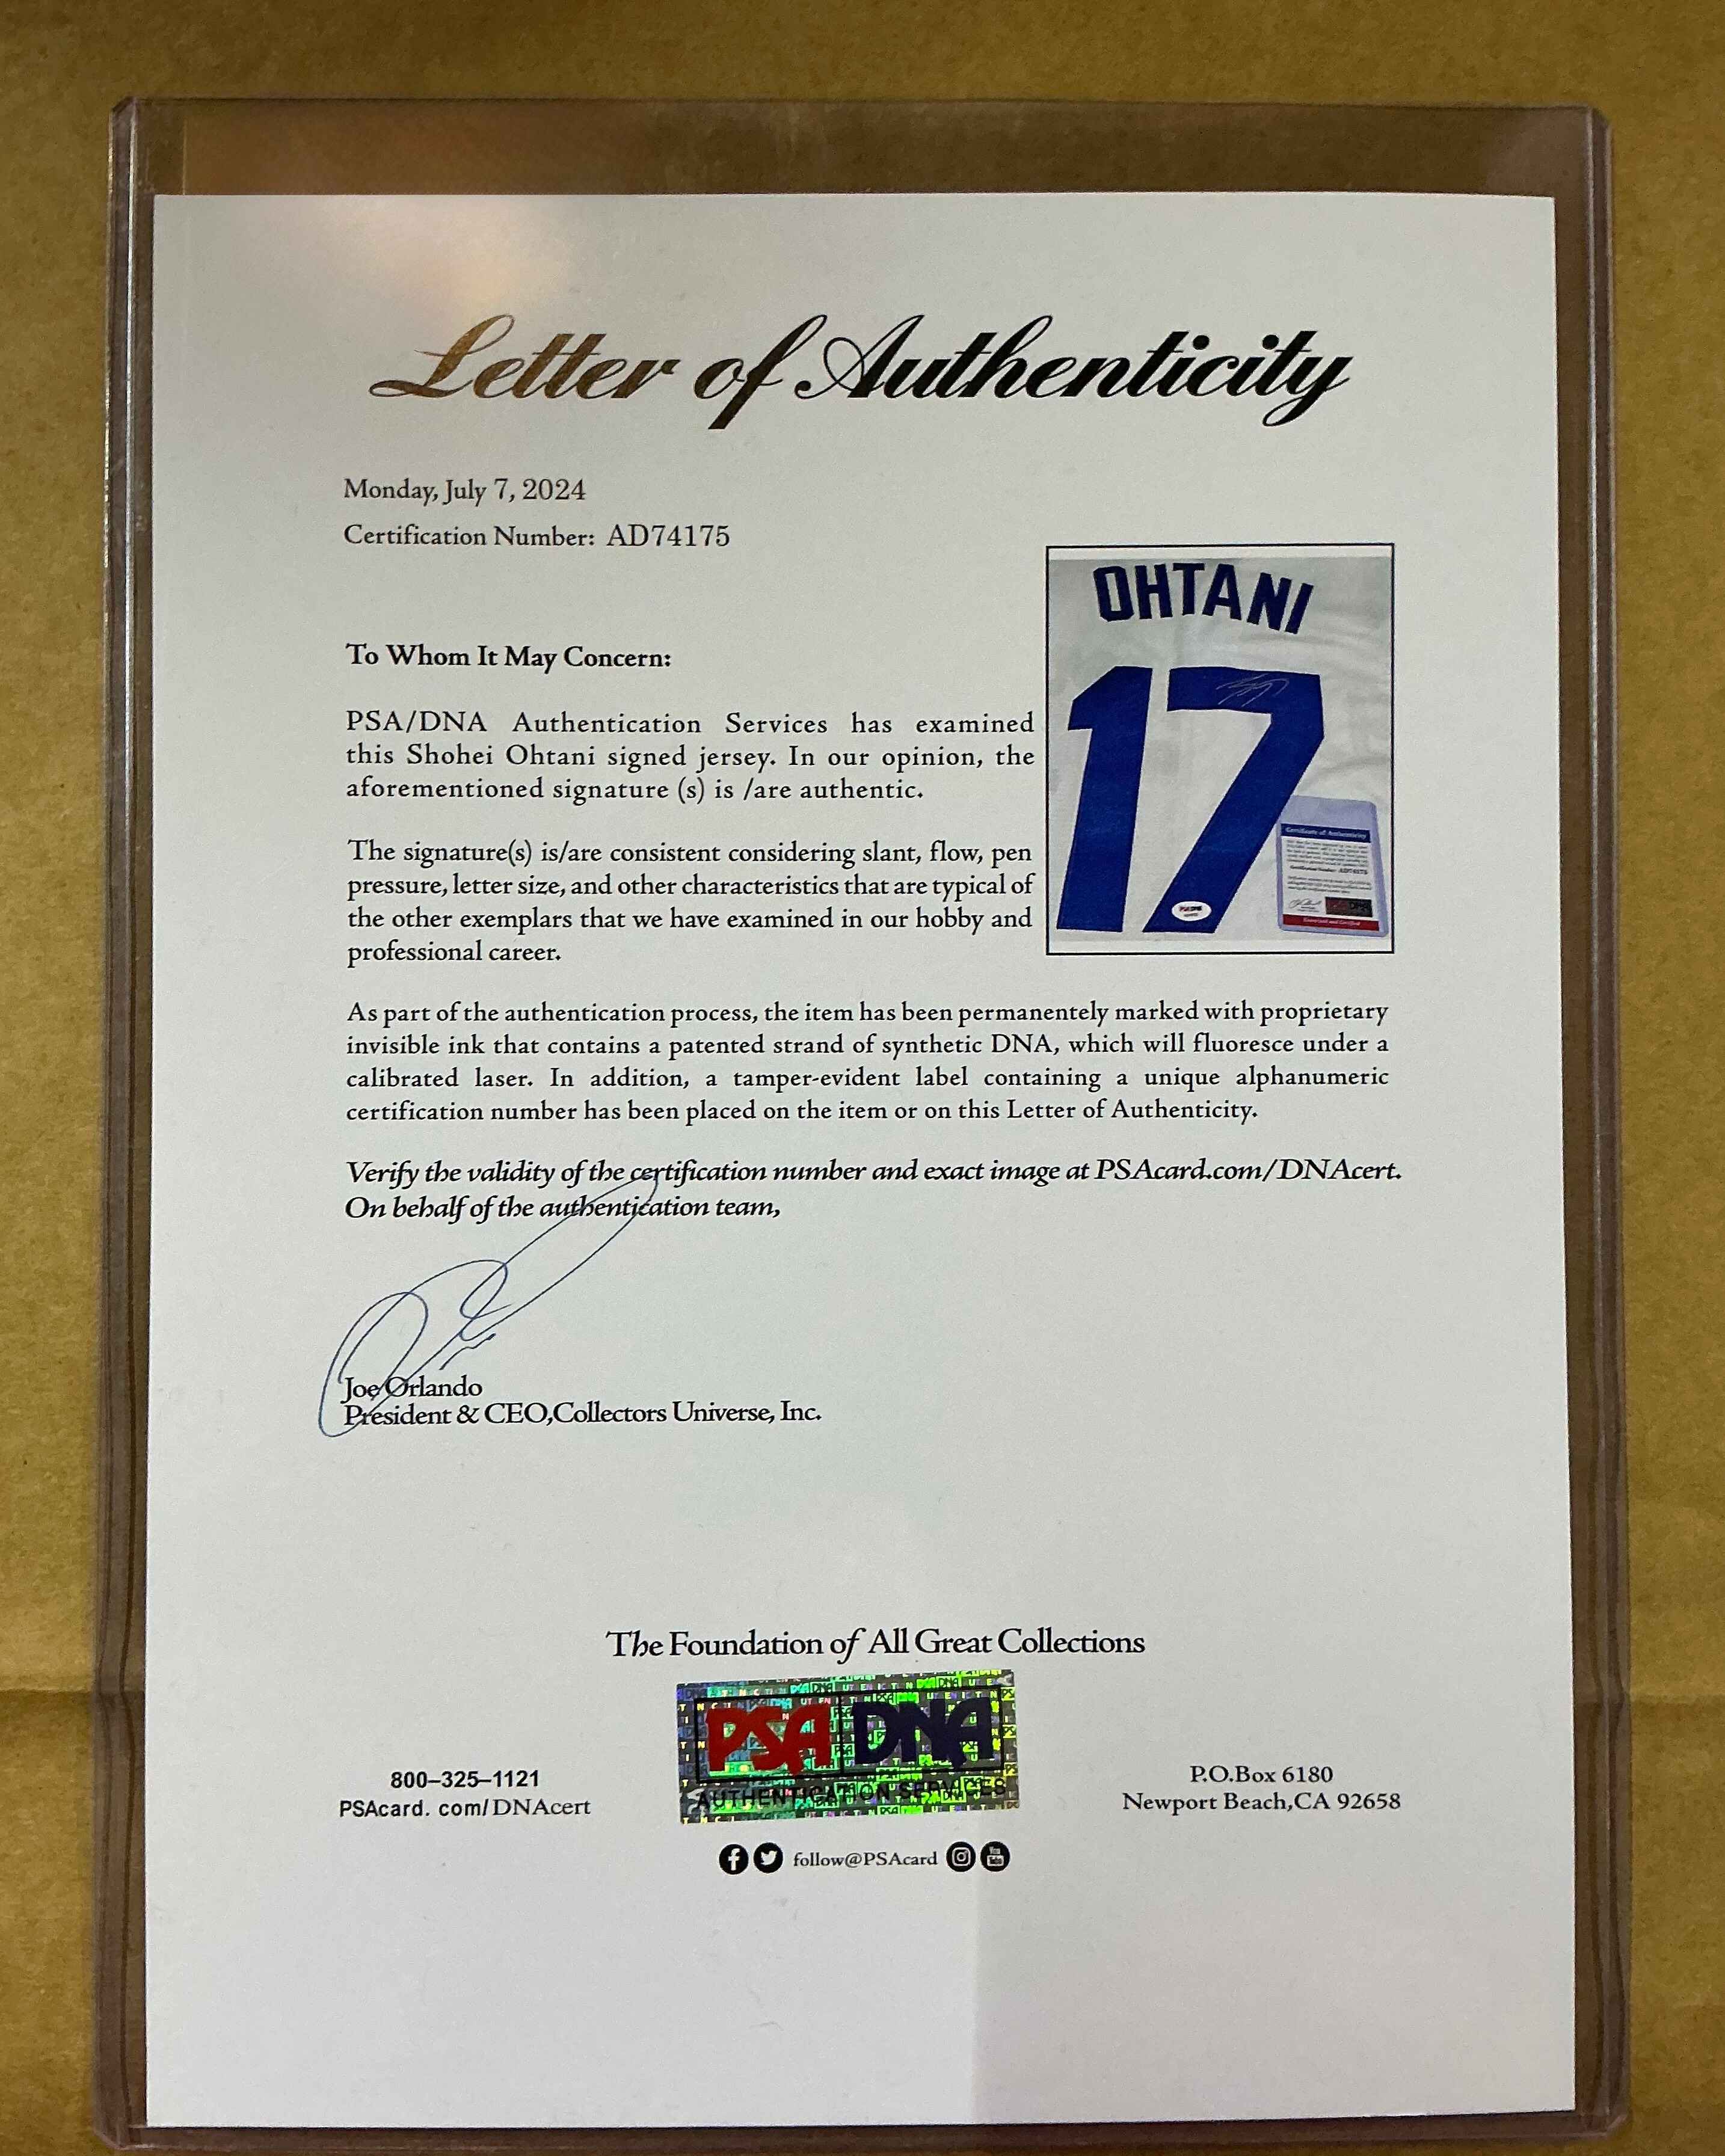 Letter of Authenticity
Monday, July 7, 2024
Certification Number: AD74175
OHTANI
17
Certificate of Authenticity
AD74175
To Whom It May Concern:
PSA/DNA Authentication Services has examined
this Shohei Ohtani signed jersey. In our opinion, the
aforementioned signature (s) is /are authentic.
The signature(s) is/are consistent considering slant, flow, pen
pressure, letter size, and other characteristics that are typical of
the other exemplars that we have examined in our hobby and
professional career.
As part of the authentication process, the item has been permanentely marked with proprietary
invisible ink that contains a patented strand of synthetic DNA, which will fluoresce under a
calibrated laser. In addition, a tamper-evident label containing a unique alphanumeric
certification number has been placed on the item or on this Letter of Authenticity.
Verify the validity of the certification number and exact image at PSAcard.com/DNAcert.
On behalf of the authentication team,
Joe Orlando
President & CEO,Collectors Universe, Inc.
The Foundation of All Great Collections
PSA DNA
AUTHENTICATION SERVICES
800–325–1121
PSAcard. com/DNAcert
P.O.Box 6180
Newport Beach,CA 92658
follow@PSAcard